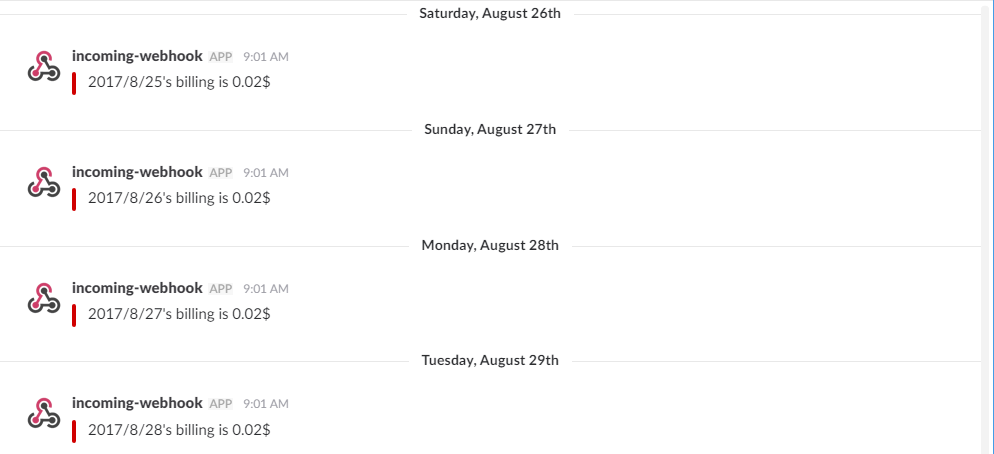 Saturday, August 26th
incoming-webhook APP 9:01 AM
2017/8/25's billing is 0.02$
Sunday, August 27th
incoming-webhook APP 9:01 AM
2017/8/26's billing is 0.02$
Monday, August 28th
incoming-webhook APP 9:01 AM
2017/8/27's billing is 0.02$
Tuesday, August 29th
incoming-webhook APP 9:01 AM
2017/8/28's billing is 0.02$